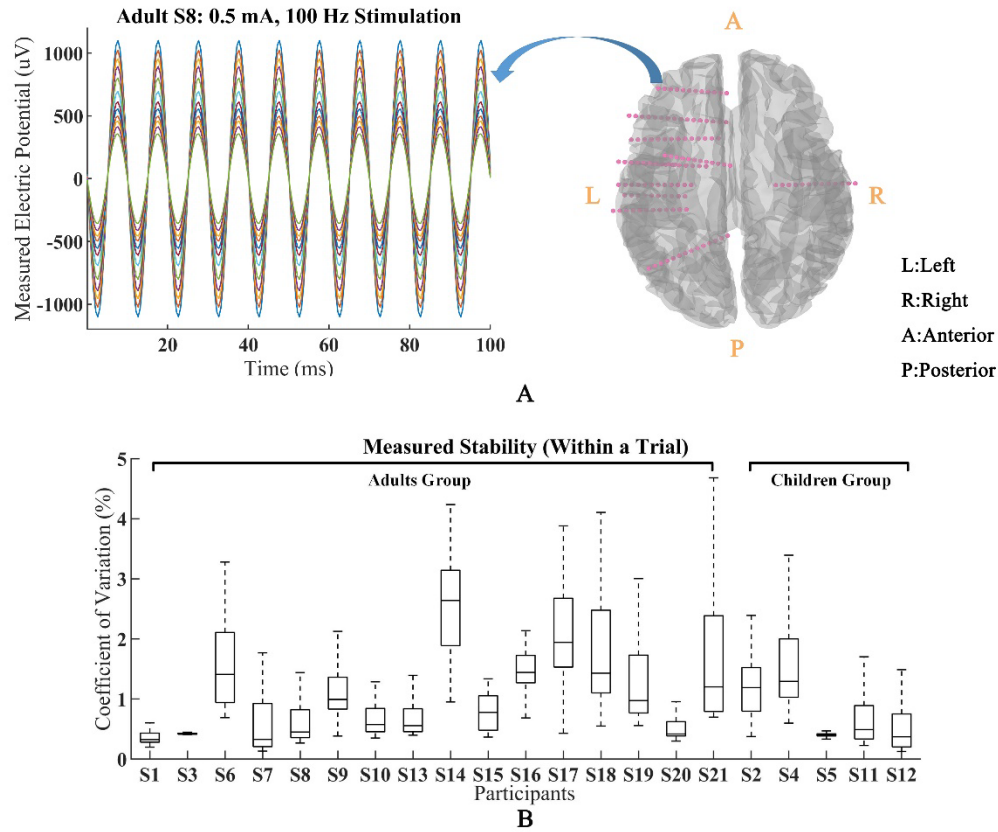 Adult S8: 0.5 mA, 100 Hz Stimulation
Measured Electric Potential (uV)
1000
500
0
-500
-1000
20 40 60 80 100
Time (ms)
A
L
R
P
L:Left
R:Right
A:Anterior
P:Posterior
A
Measured Stability (Within a Trial)
Adults Group
Children Group
Coefficient of Variation (%)
5
4
3
2
1
0
S1 S3 S6 S7 S8 S9 S10 S13 S14 S15 S16 S17 S18 S19 S20 S21 S2 S4 S5 S11 S12
Participants
B